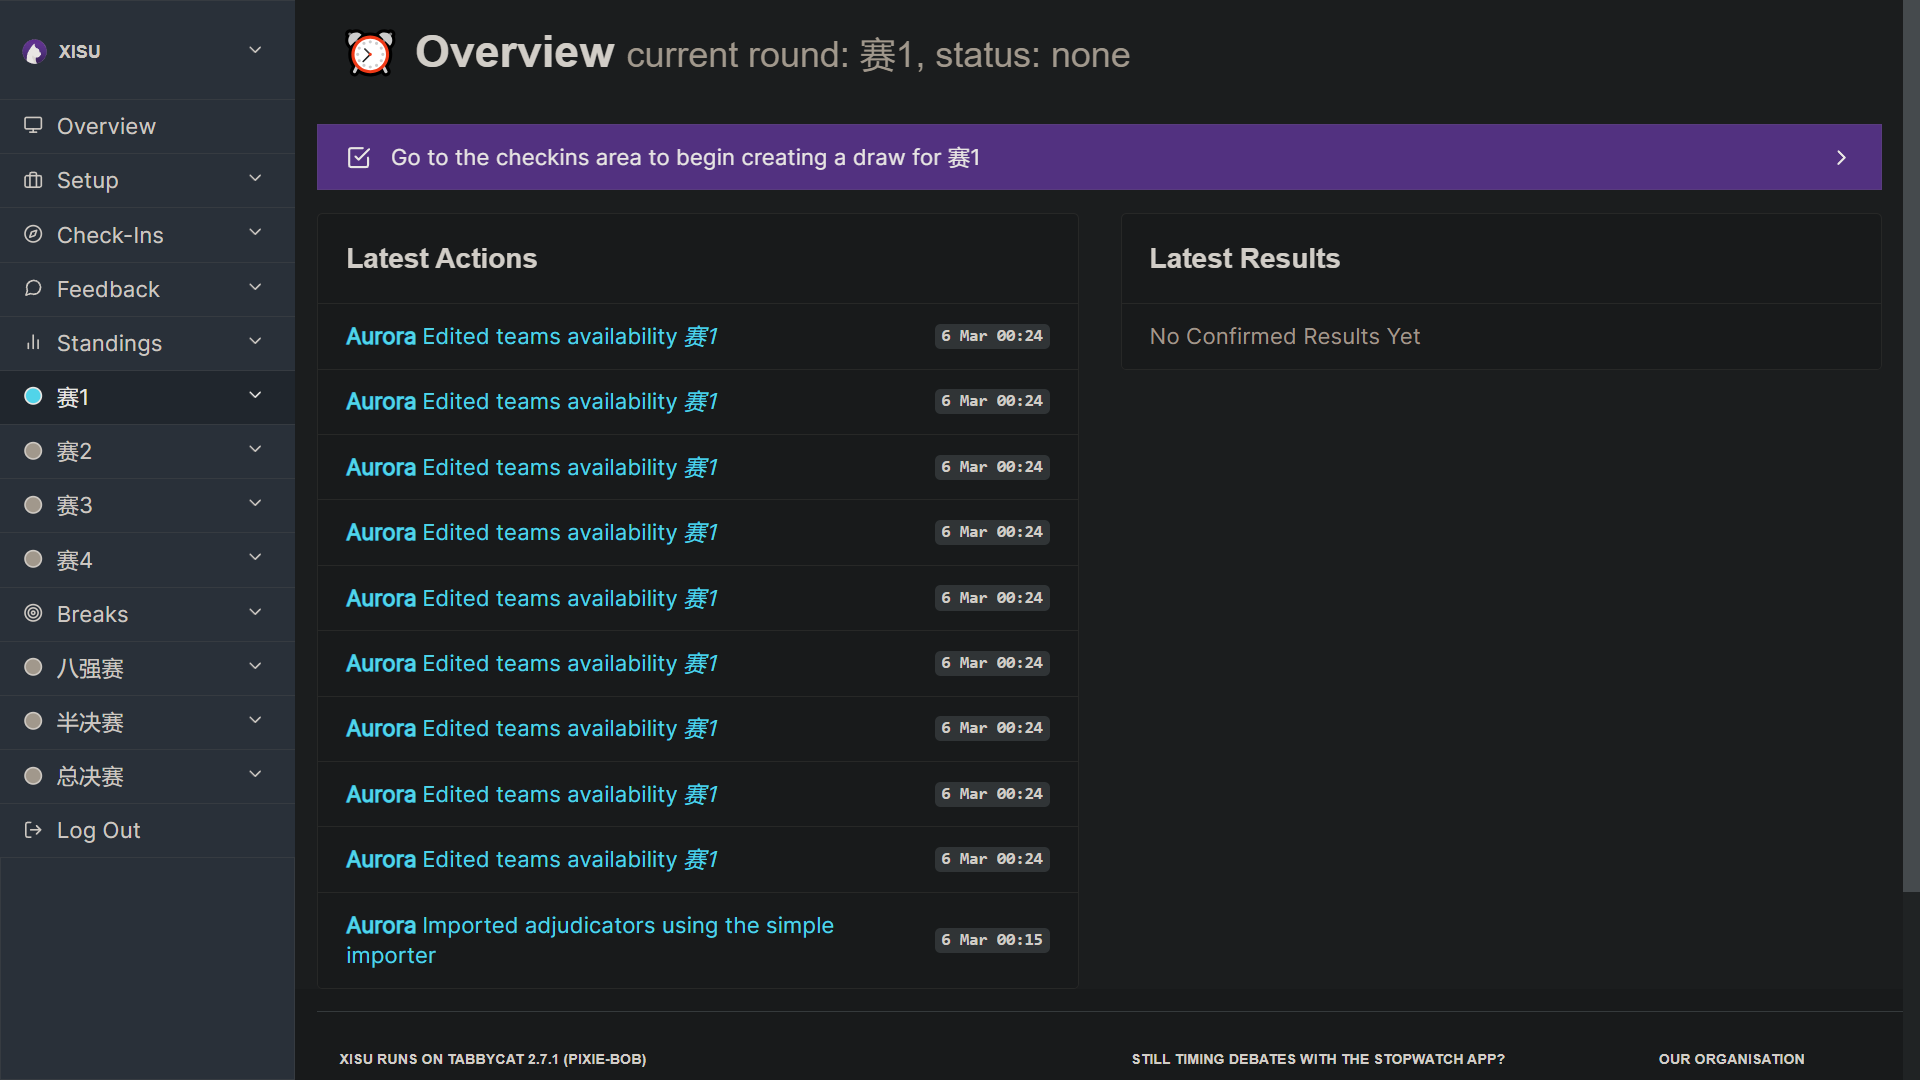 XISU
Overview
Setup
Check-Ins
Feedback
Standings
赛1
赛2
赛3
赛4
Breaks
八强赛
半决赛
总决赛
Log Out
Overview current round: 赛1, status: none
Go to the checkins area to begin creating a draw for 赛1
Latest Actions
Aurora Edited teams availability 赛1 6 Mar 00:24
Aurora Edited teams availability 赛1 6 Mar 00:24
Aurora Edited teams availability 赛1 6 Mar 00:24
Aurora Edited teams availability 赛1 6 Mar 00:24
Aurora Edited teams availability 赛1 6 Mar 00:24
Aurora Edited teams availability 赛1 6 Mar 00:24
Aurora Edited teams availability 赛1 6 Mar 00:24
Aurora Edited teams availability 赛1 6 Mar 00:24
Aurora Edited teams availability 赛1 6 Mar 00:24
Aurora Imported adjudicators using the simple
importer 6 Mar 00:15
Latest Results
No Confirmed Results Yet
XISU RUNS ON TABBYCAT 2.7.1 (PIXIE-BOB)
STILL TIMING DEBATES WITH THE STOPWATCH APP?
OUR ORGANISATION